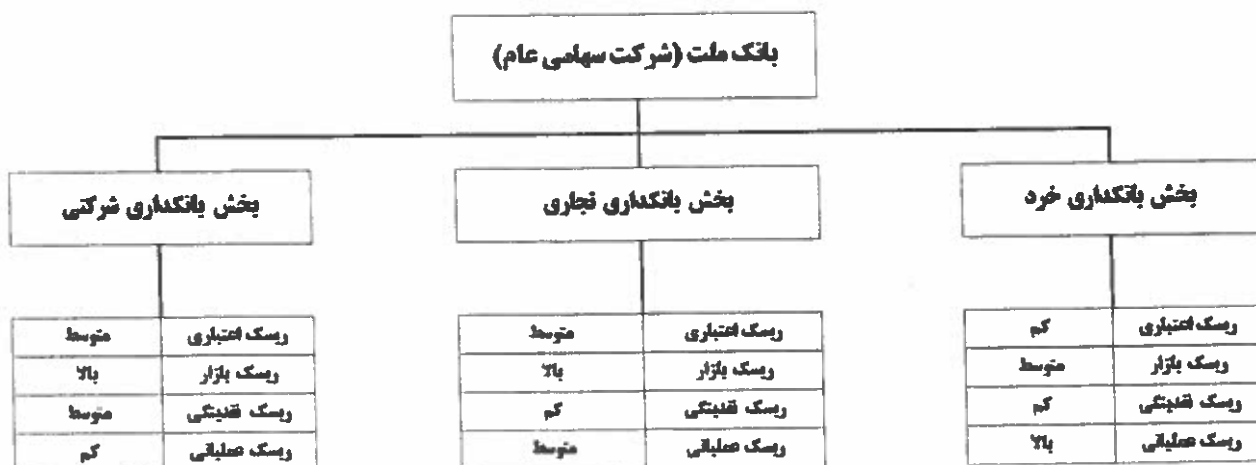 بانک ملت (شرکت سهامی عام)
بخش بانکداری خرد
بخش بانکداری تجاری
بخش بانکداری شرکتی
ریسک اعتباری کم
ریسک بازار متوسط
ریسک نقدینگی کم
ریسک عملیاتی بالا
ریسک اعتباری متوسط
ریسک بازار بالا
ریسک نقدینگی کم
ریسک عملیاتی متوسط
ریسک اعتباری متوسط
ریسک بازار بالا
ریسک نقدینگی متوسط
ریسک عملیاتی کم